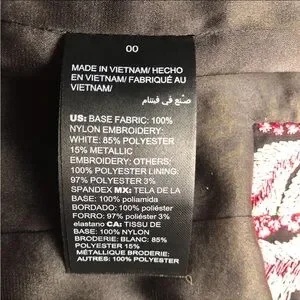 00
MADE IN VIETNAM/ HECHO
EN VIETNAM/ FABRIQUÉ AU
VIETNAM/
صنع في فيتنام
US: BASE FABRIC: 100%
NYLON EMBROIDERY:
WHITE: 85% POLYESTER
15% METALLIC
EMBROIDERY: OTHERS:
100% POLYESTER LINING:
97% POLYESTER 3%
SPANDEX MX: TELA DE LA
BASE: 100% poliamida
BORDADO: 100% poliéster
FORRO: 97% poliéster 3%
elastano CA: TISSU DE
BASE: 100% NYLON
BRODERIE: BLANC: 85%
POLYESTER 15%
MÉTALLIQUE BRODERIE:
AUTRES: 100% POLYESTER